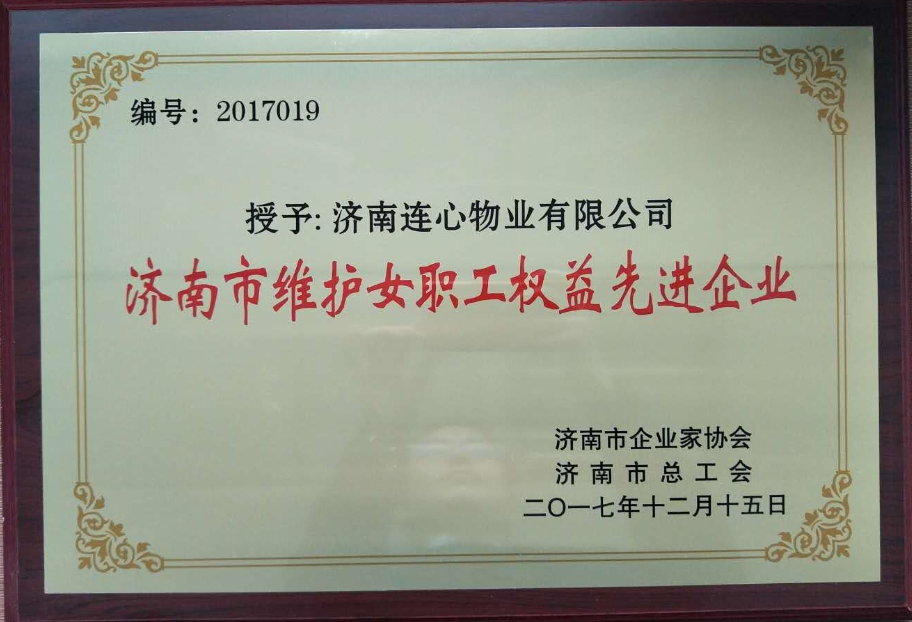 编号：2017019
授予:济南连心物业有限公司
济南市维护女职工权益先进企业
济南市企业家协会
济南市总工会
二〇一七年十二月十五日